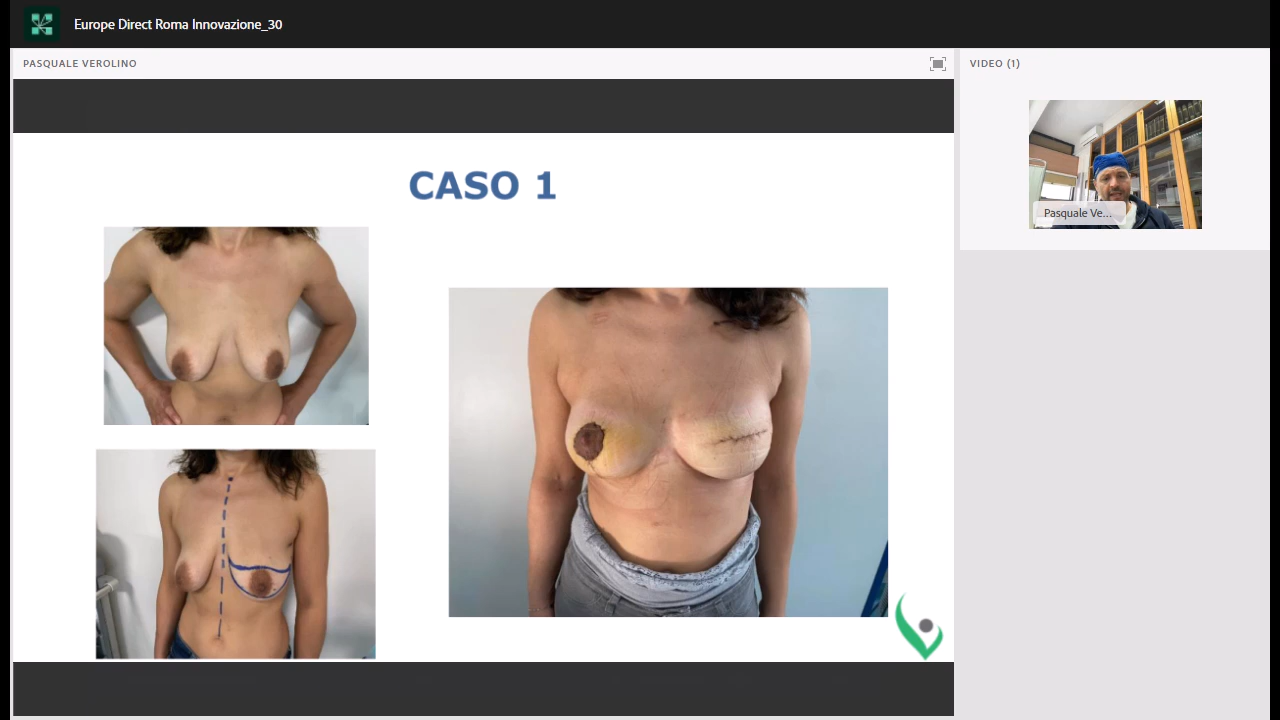 Europe Direct Roma Innovazione_30
PASQUALE VEROLINO
VIDEO (1)
CASO 1
Pasquale Ve...